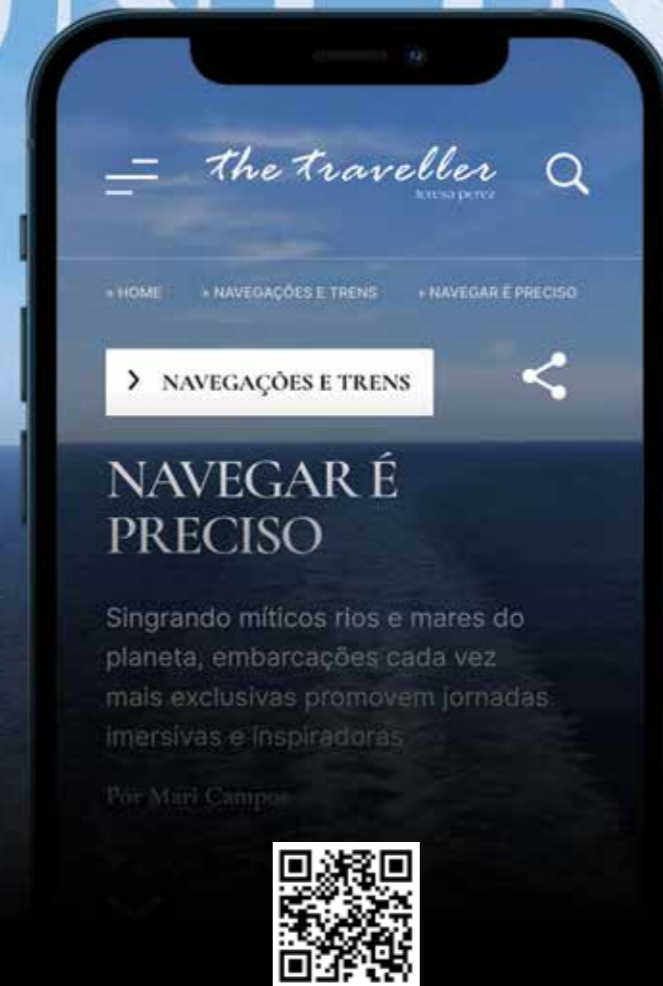 the traveller
teresa perez
» HOME » NAVEGAÇÕES E TRENS » NAVEGAR É PRECISO
NAVEGAÇÕES E TRENS
NAVEGAR É
PRECISO
Singrando míticos rios e mares do
planeta, embarcações cada vez
mais exclusivas promovem jornadas
imersivas e inspiradoras
Por Mari Campos